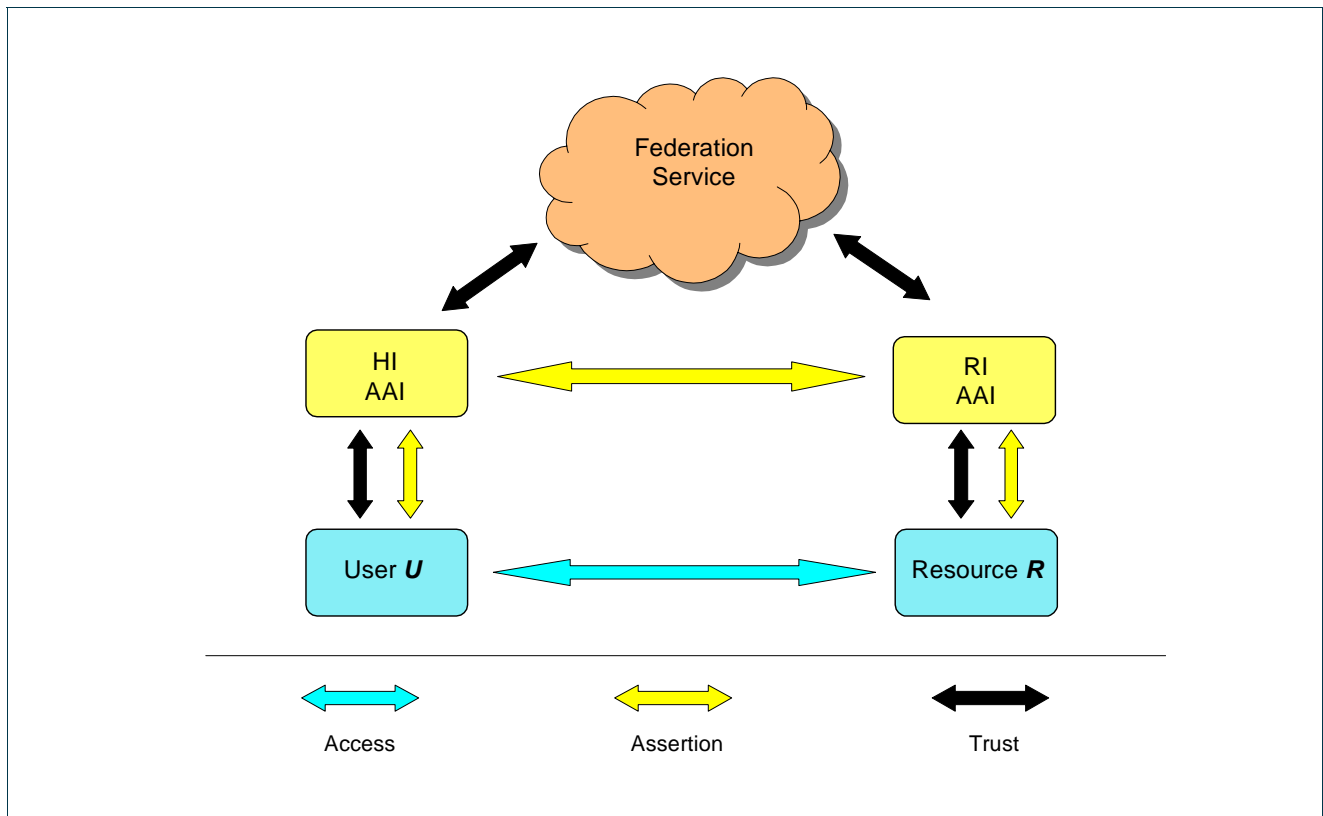 Federation
Service
HI
AAI
RI
AAI
User U
Resource R
Access
Assertion
Trust